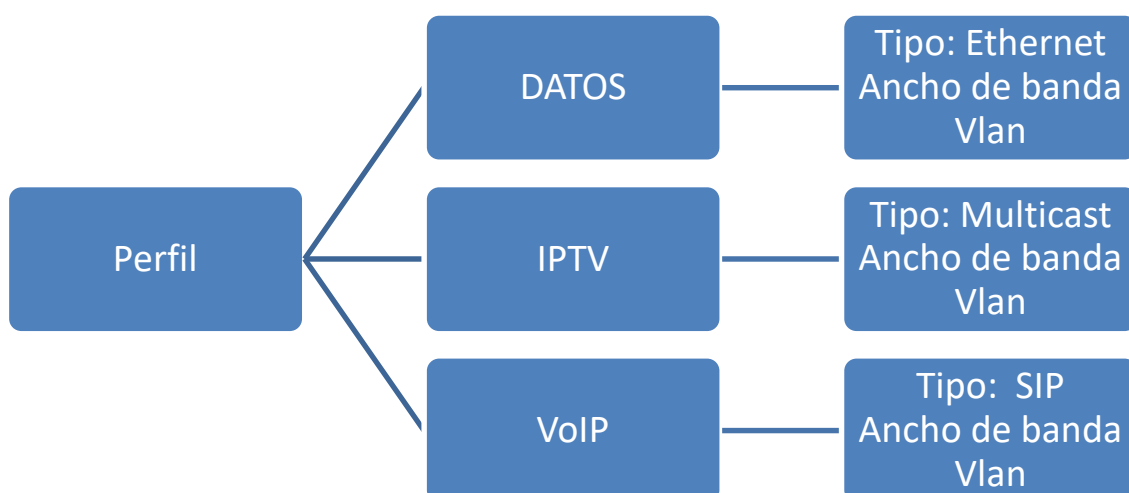 Perfil
DATOS
Tipo: Ethernet
Ancho de banda
Vlan
IPTV
Tipo: Multicast
Ancho de banda
Vlan
VoIP
Tipo:  SIP
Ancho de banda
Vlan